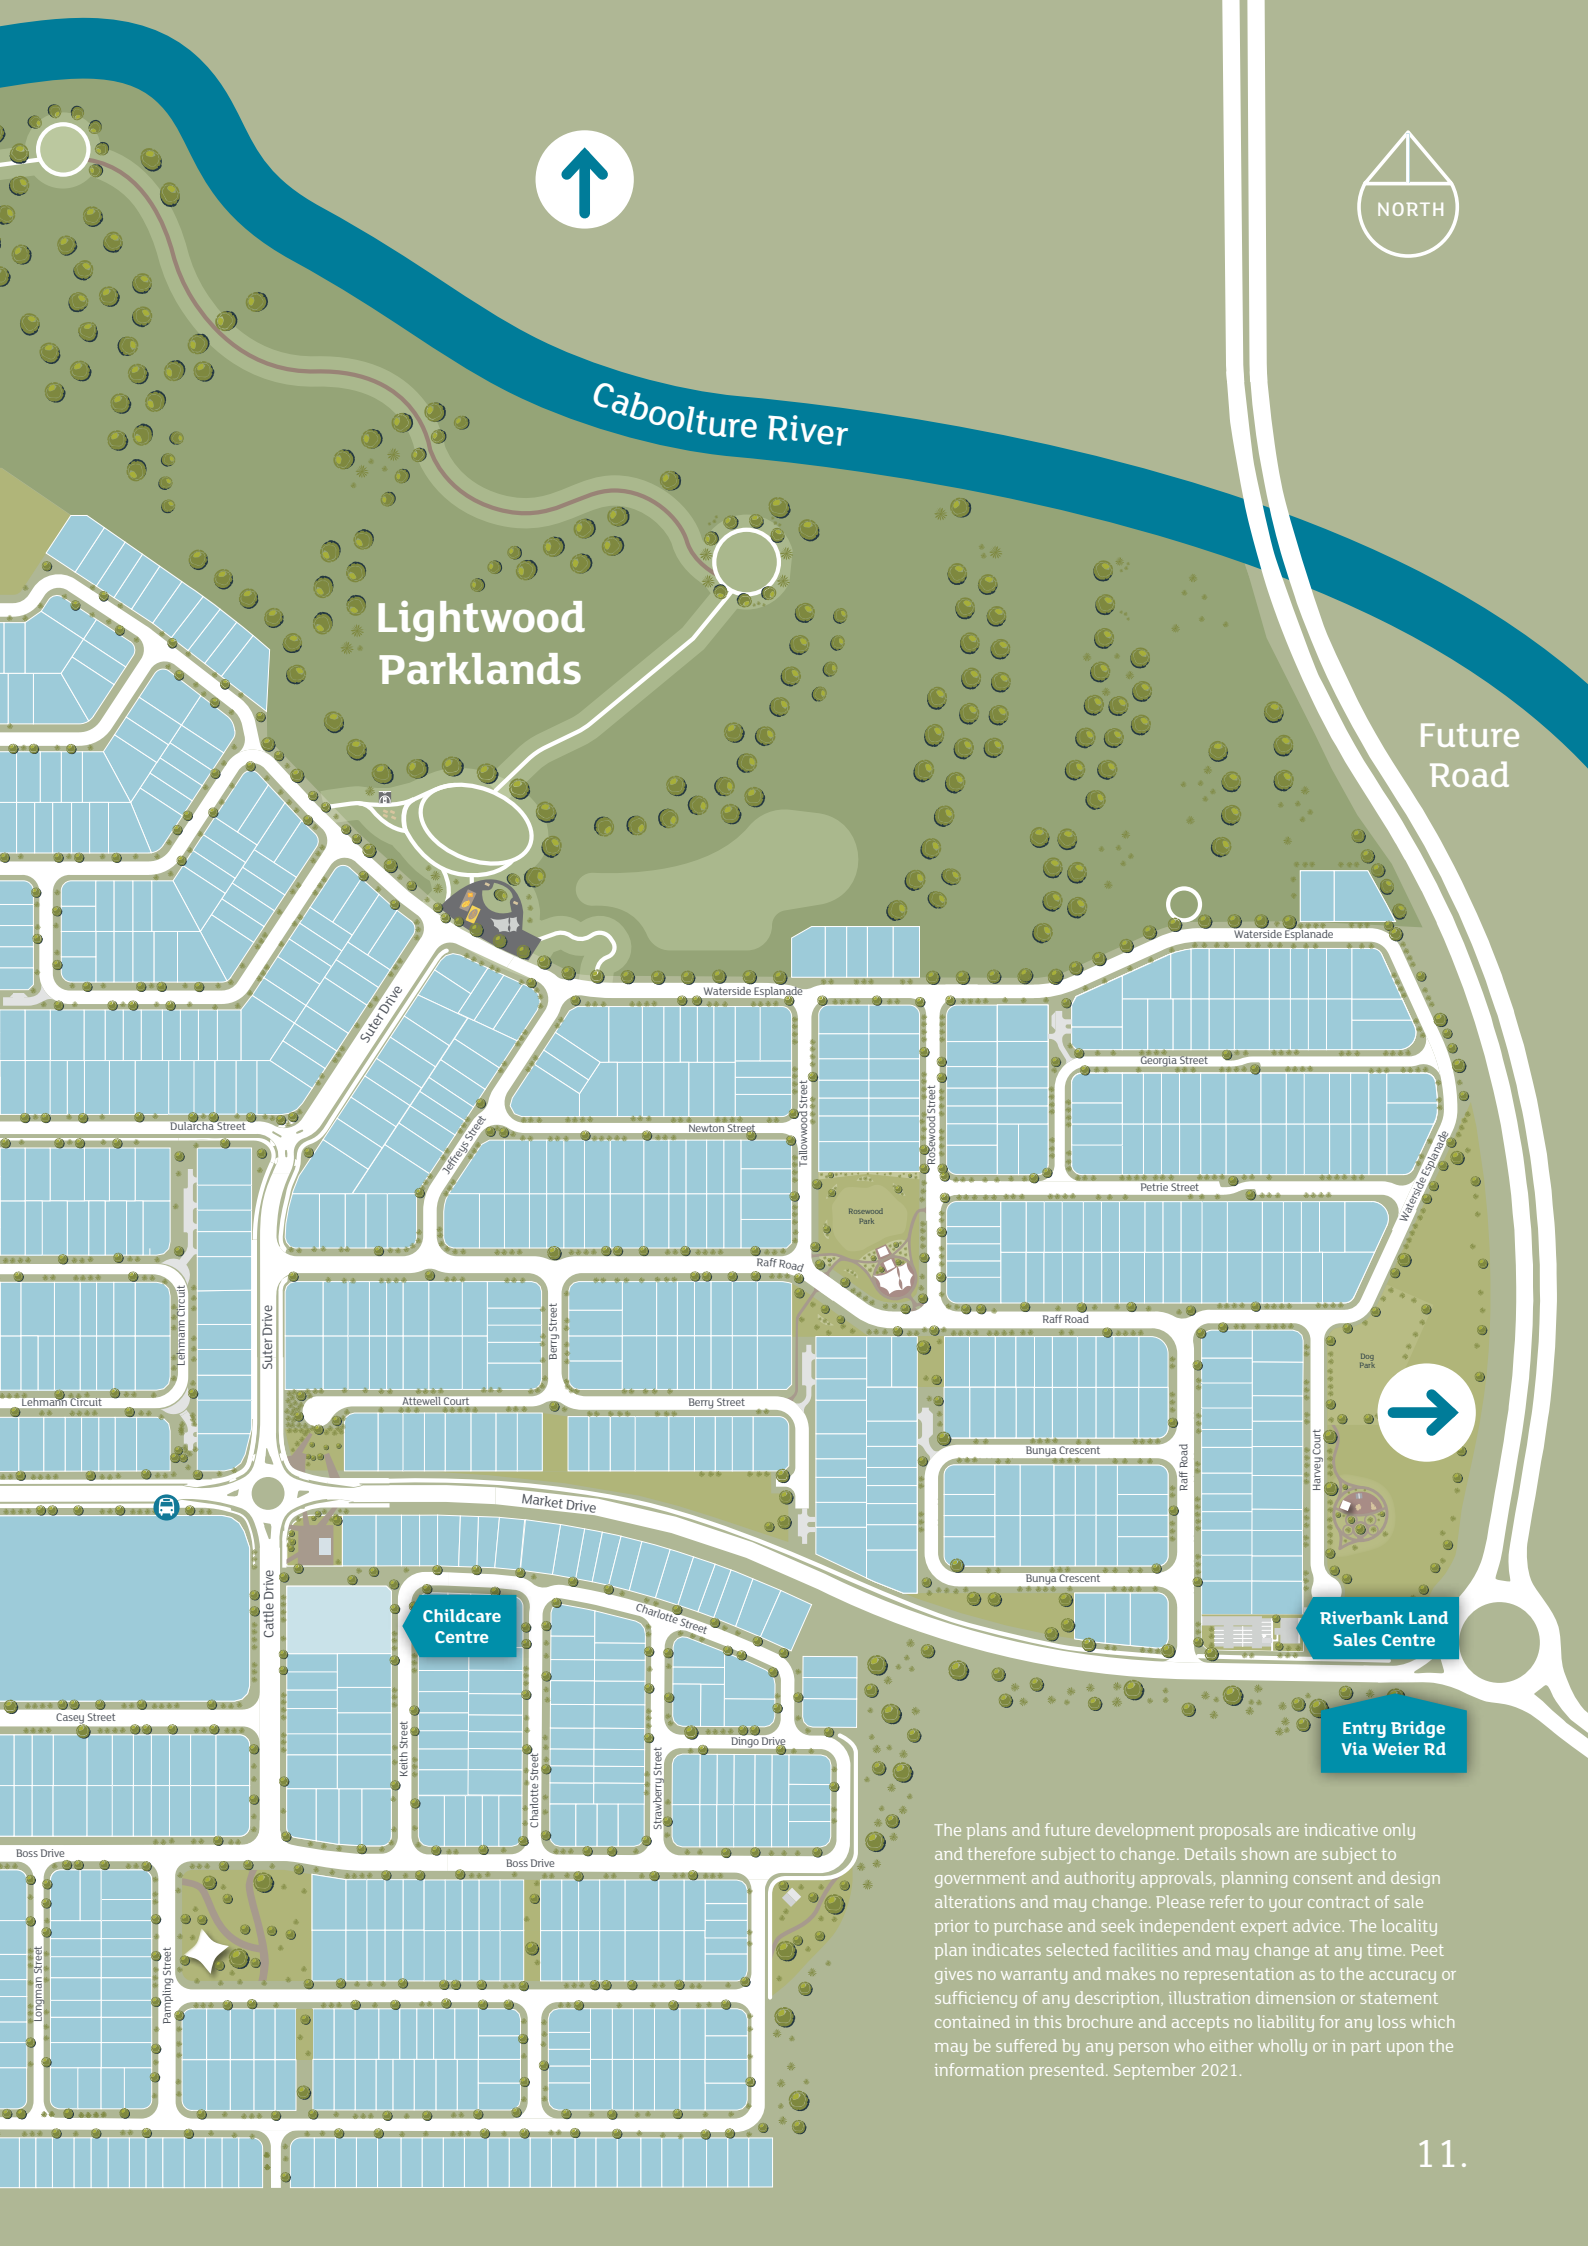 NORTH
Caboolture River
Lightwood
Parklands
Future
Road
Waterside Esplanade
Waterside Esplanade
Suter Drive
Georgia Street
Dularcha Street
Newton Street
Jeffreys Street
Tallowwood Street
Rosewood Street
Waterside Esplanade
Petrie Street
Rosewood
Park
Raff Road
Lehmann Circuit
Suter Drive
Berry Street
Raff Road
Dog
Park
Lehmann Circuit
Attewell Court
Berry Street
Bunya Crescent
Raff Road
Harvey Court
Market Drive
Bunya Crescent
Cattle Drive
Childcare
Centre
Charlotte Street
Riverbank Land
Sales Centre
Casey Street
Keith Street
Charlotte Street
Strawberry Street
Dingo Drive
Entry Bridge
Via Weier Rd
Boss Drive
Boss Drive
Longman Street
Pampling Street
The plans and future development proposals are indicative only
and therefore subject to change. Details shown are subject to
government and authority approvals, planning consent and design
alterations and may change. Please refer to your contract of sale
prior to purchase and seek independent expert advice. The locality
plan indicates selected facilities and may change at any time. Peet
gives no warranty and makes no representation as to the accuracy or
sufficiency of any description, illustration dimension or statement
contained in this brochure and accepts no liability for any loss which
may be suffered by any person who either wholly or in part upon the
information presented. September 2021.
11.